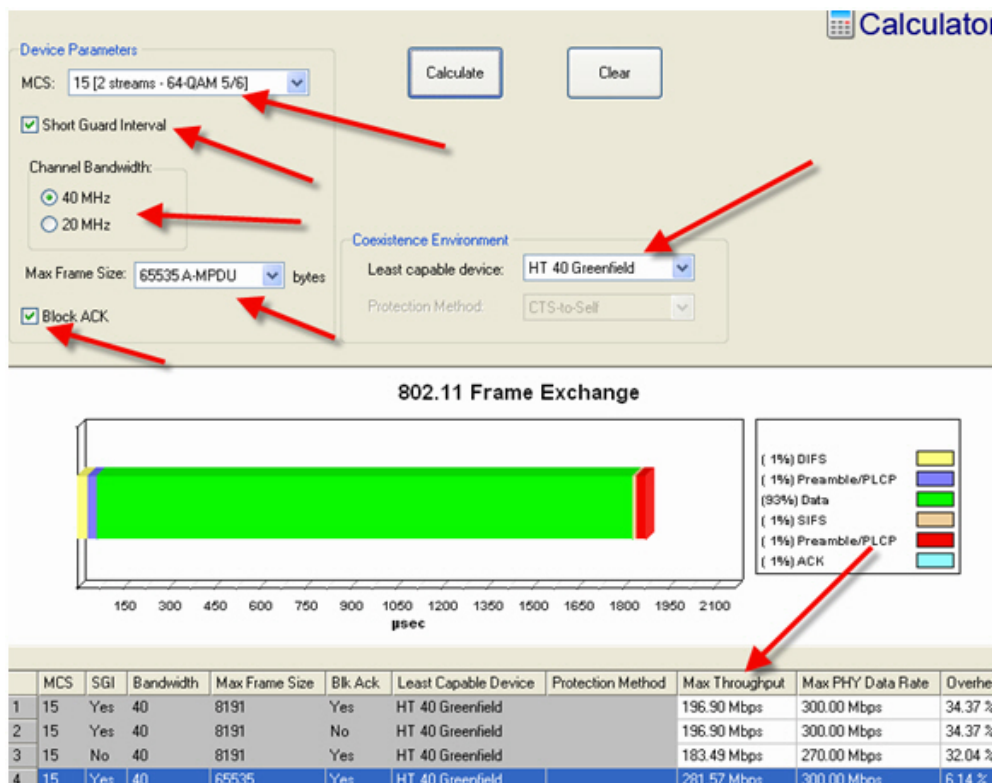 Calculator
Device Parameters
MCS: 15 [2 streams - 64-QAM 5/6]
Calculate
Clear
Short Guard Interval
Channel Bandwidth:
40 MHz
20 MHz
Coexistence Environment
Max Frame Size: 65535 A-MPDU bytes
Least capable device: HT 40 Greenfield
Protection Method: CTS-to-Self
Block ACK
802.11 Frame Exchange
( 1%) DIFS
( 1%) Preamble/PLCP
(93%) Data
( 1%) SIFS
( 1%) Preamble/PLCP
( 1%) ACK
150 300 450 600 750 900 1050 1200 1350 1500 1650 1800 1950 2100
µsec
MCS SGI Bandwidth Max Frame Size Blk Ack Least Capable Device Protection Method Max Throughput Max PHY Data Rate Overhe
1 15 Yes 40 8191 Yes HT 40 Greenfield 196.90 Mbps 300.00 Mbps 34.37 %
2 15 Yes 40 8191 No HT 40 Greenfield 196.90 Mbps 300.00 Mbps 34.37 %
3 15 No 40 8191 Yes HT 40 Greenfield 183.49 Mbps 270.00 Mbps 32.04 %
4 15 Yes 40 65535 Yes HT 40 Greenfield 281.57 Mbps 300.00 Mbps 6.14 %